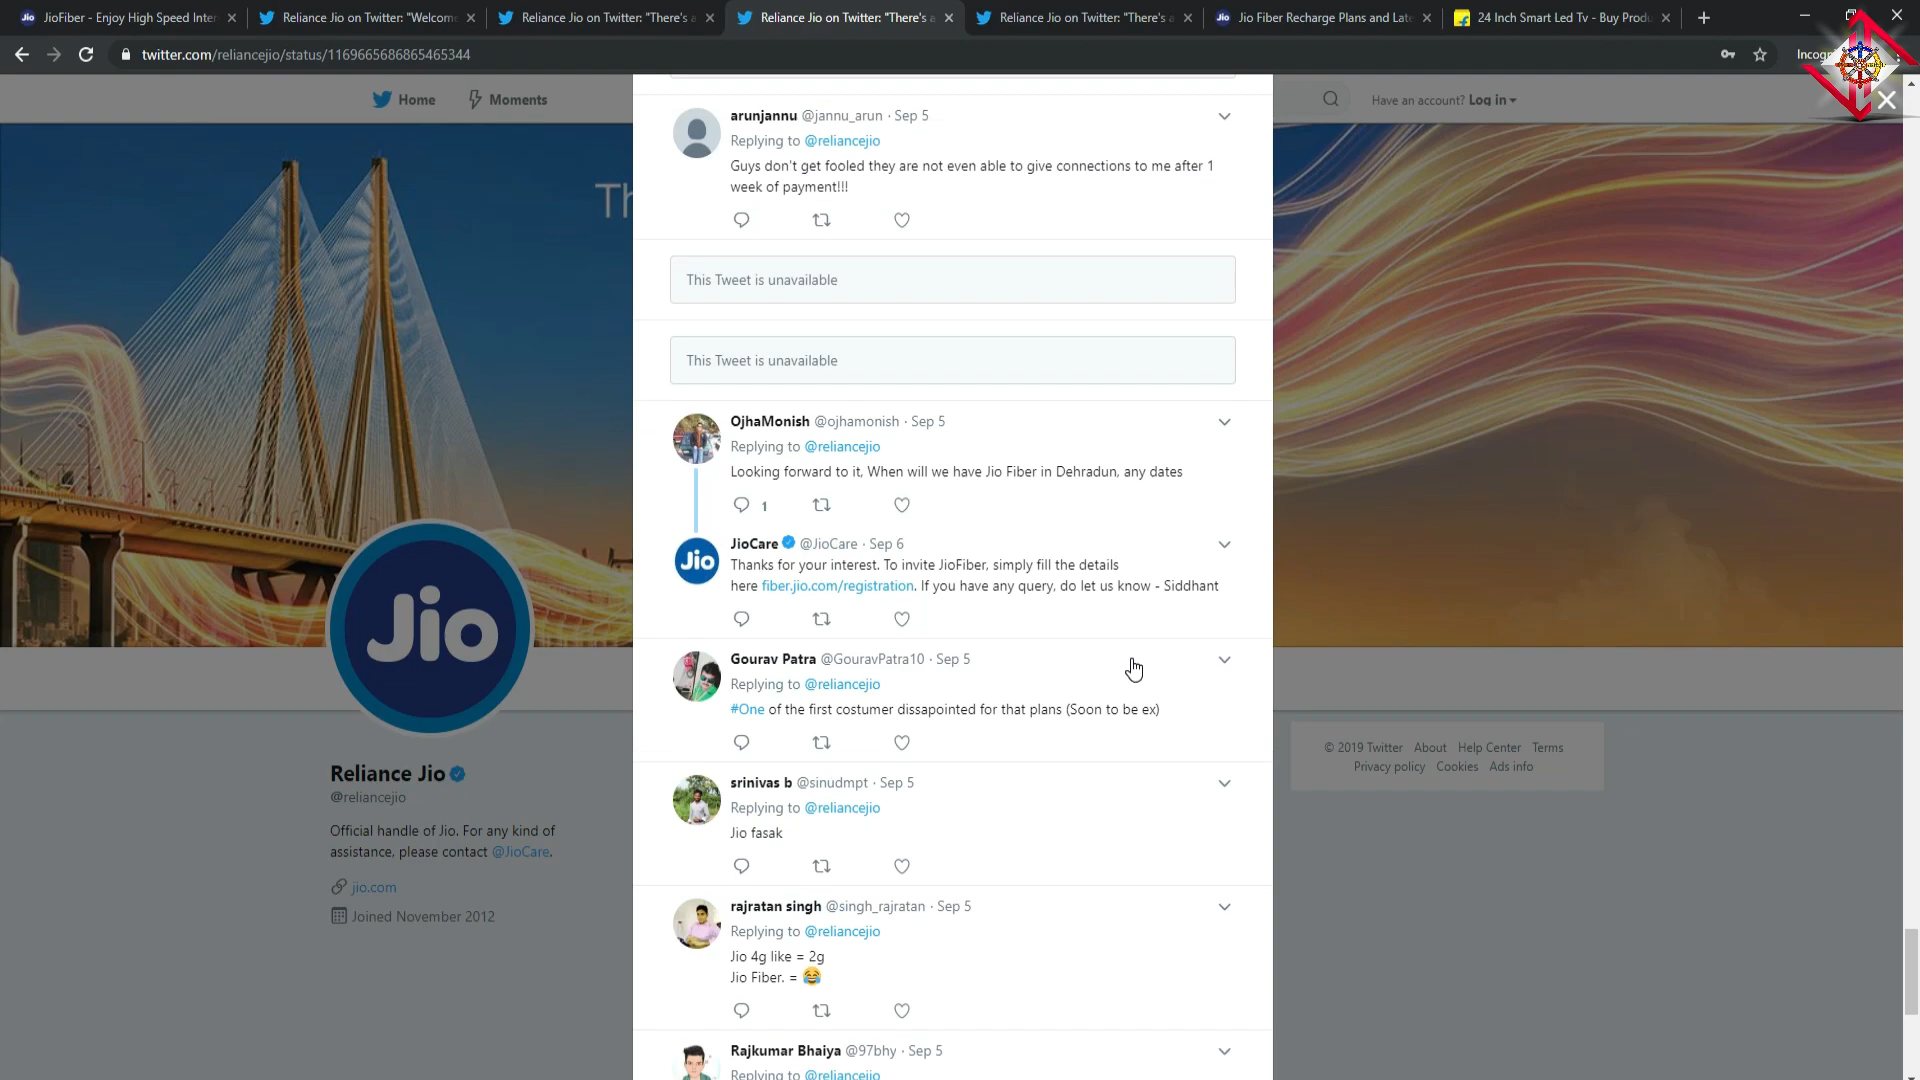 JioFiber - Enjoy High Speed Inter
Reliance Jio on Twitter: "Welcome
Reliance Jio on Twitter: "There's a
Reliance Jio on Twitter: "There's a
Reliance Jio on Twitter: "There's a
Jio Fiber Recharge Plans and Late
24 Inch Smart Led Tv - Buy Produ
twitter.com/reliancejio/status/1169665686865465344
Home
Moments
Have an account? Log in
Th
arunjannu @jannu_arun · Sep 5
Replying to @reliancejio
Guys don't get fooled they are not even able to give connections to me after 1
week of payment!!!
This Tweet is unavailable
This Tweet is unavailable
OjhaMonish @ojhamonish · Sep 5
Replying to @reliancejio
Looking forward to it, When will we have Jio Fiber in Dehradun, any dates
1
Jio
JioCare @JioCare · Sep 6
Thanks for your interest. To invite JioFiber, simply fill the details
here fiber.jio.com/registration. If you have any query, do let us know - Siddhant
Gourav Patra @GouravPatra10 · Sep 5
Replying to @reliancejio
#One of the first costumer dissapointed for that plans (Soon to be ex)
srinivas b @sinudmpt · Sep 5
Replying to @reliancejio
Jio fasak
rajratan singh @singh_rajratan · Sep 5
Replying to @reliancejio
Jio 4g like = 2g
Jio Fiber. = 😂
Rajkumar Bhaiya @97bhy · Sep 5
Replying to @reliancejio
Jio
Reliance Jio
@reliancejio
Official handle of Jio. For any kind of
assistance, please contact @JioCare.
jio.com
Joined November 2012
© 2019 Twitter About Help Center Terms
Privacy policy Cookies Ads info